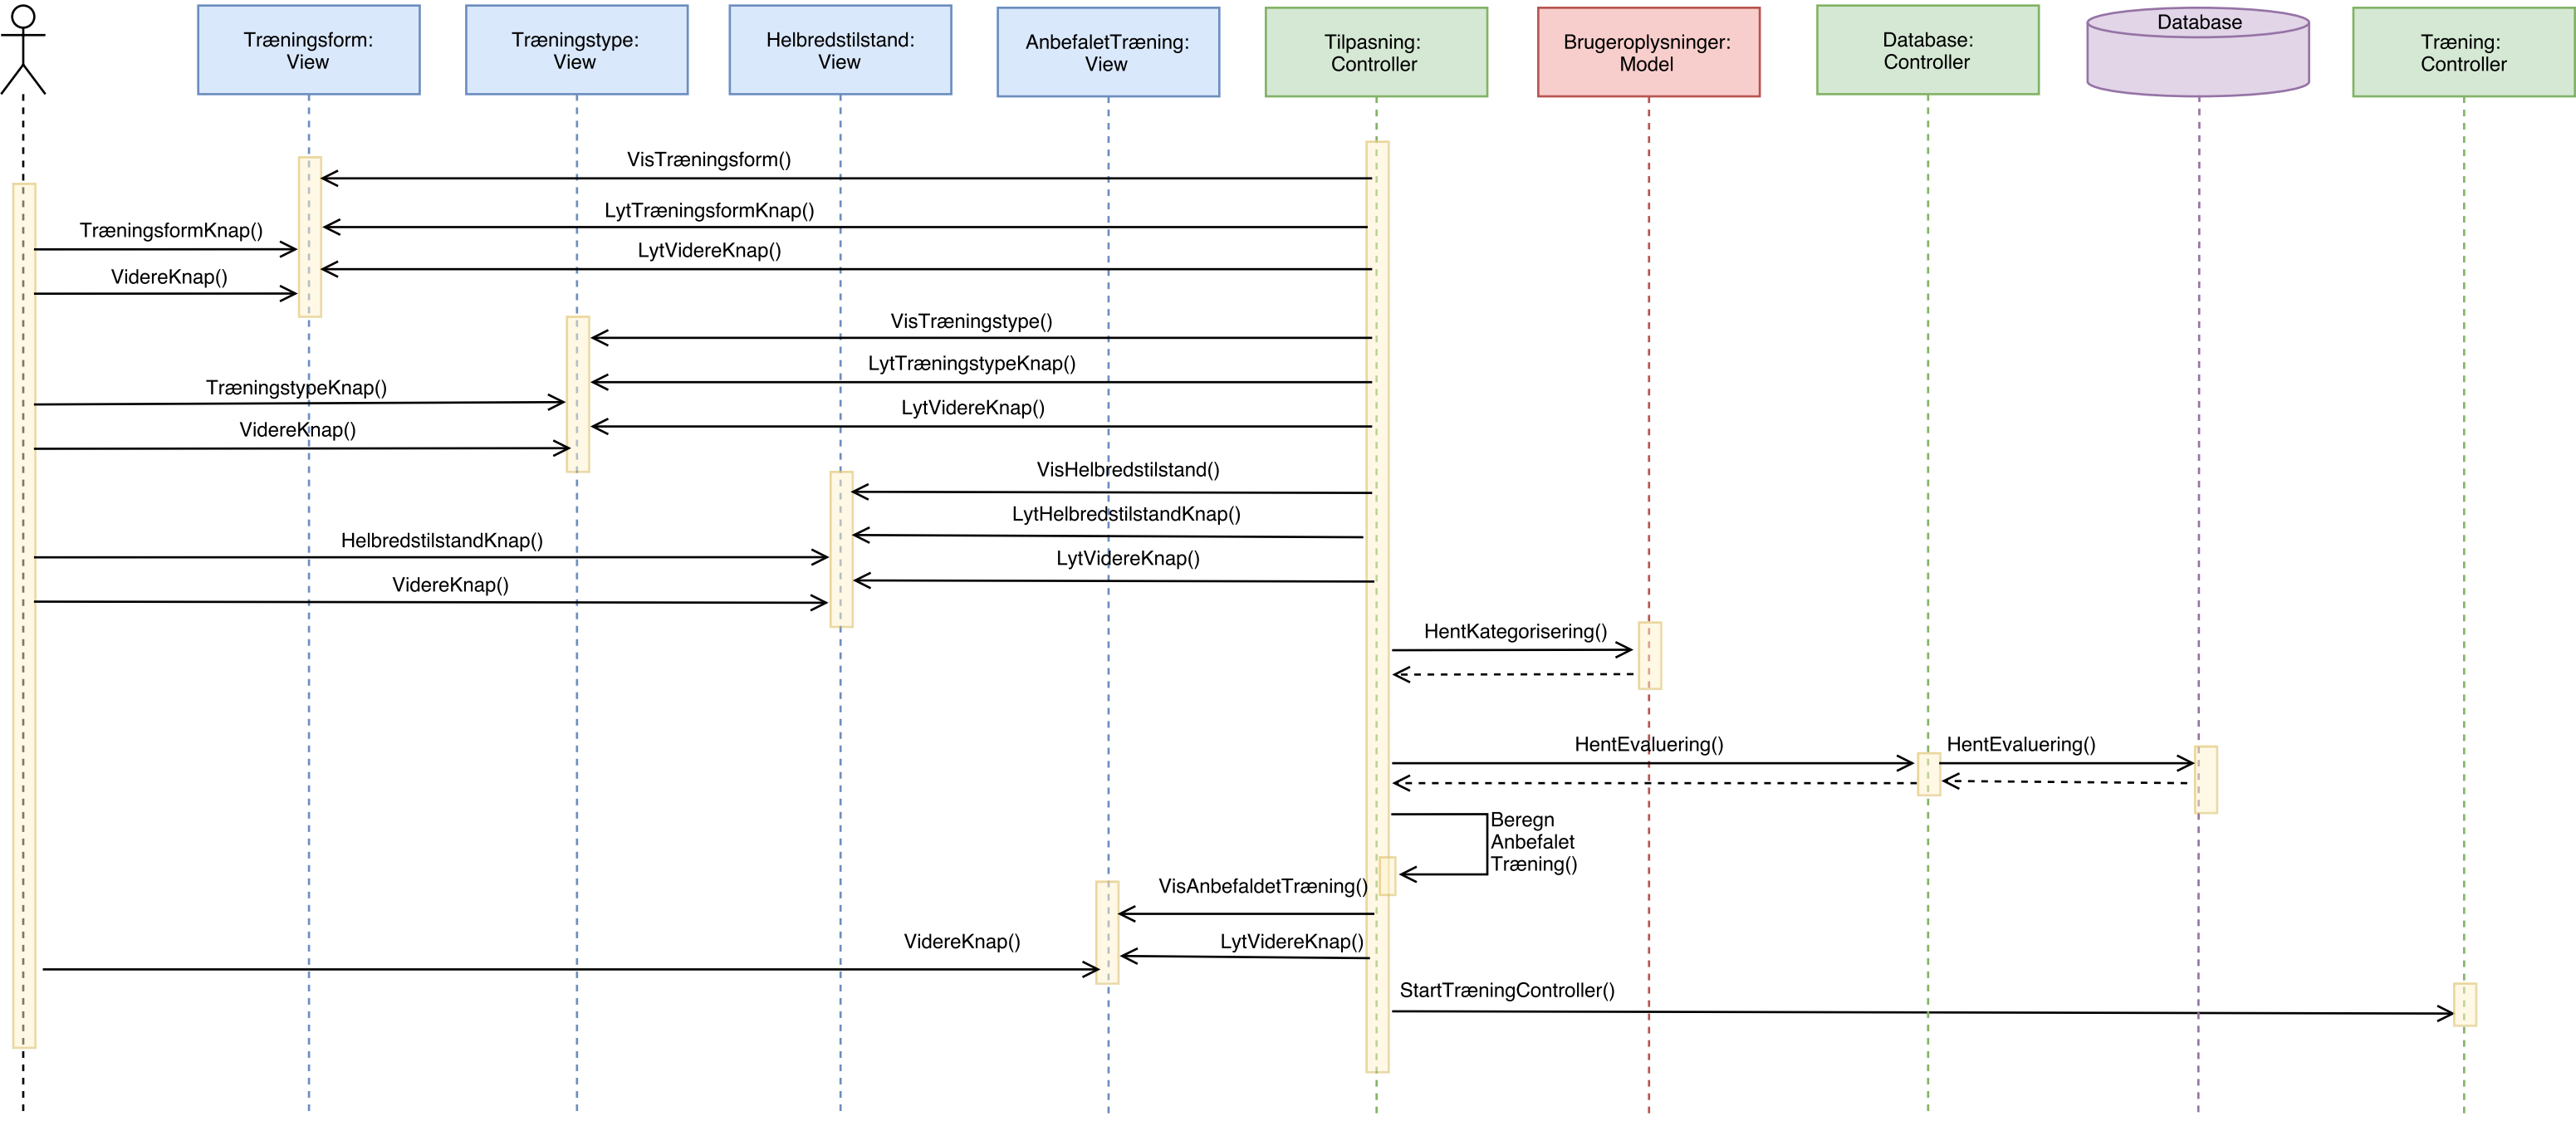 Træningsform:
View
Træningstype:
View
Helbredstilstand:
View
AnbefaletTræning:
View
Tilpasning:
Controller
Brugeroplysninger:
Model
Database:
Controller
Database
Træning:
Controller
VisTræningsform()
LytTræningsformKnap()
TræningsformKnap()
LytVidereKnap()
VidereKnap()
VisTræningstype()
LytTræningstypeKnap()
TræningstypeKnap()
LytVidereKnap()
VidereKnap()
VisHelbredstilstand()
LytHelbredstilstandKnap()
HelbredstilstandKnap()
LytVidereKnap()
VidereKnap()
HentKategorisering()
HentEvaluering()
HentEvaluering()
Beregn
Anbefalet
Træning()
VisAnbefaldetTræning()
VidereKnap()
LytVidereKnap()
StartTræningController()